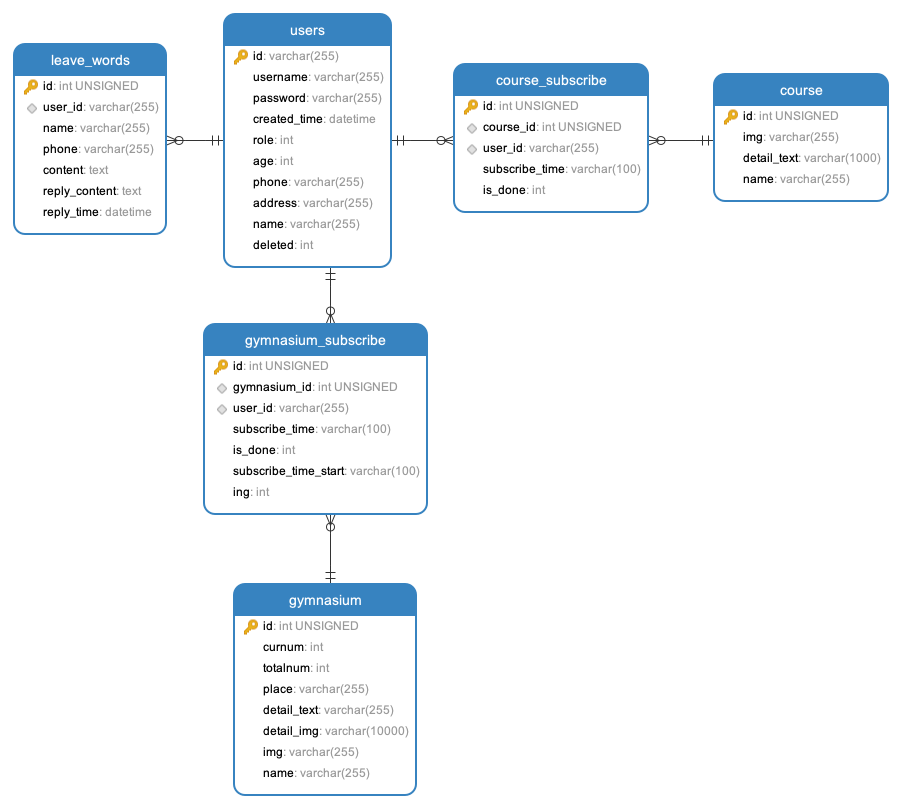 leave_words
id: int UNSIGNED
user_id: varchar(255)
name: varchar(255)
phone: varchar(255)
content: text
reply_content: text
reply_time: datetime
users
id: varchar(255)
username: varchar(255)
password: varchar(255)
created_time: datetime
role: int
age: int
phone: varchar(255)
address: varchar(255)
name: varchar(255)
deleted: int
course_subscribe
id: int UNSIGNED
course_id: int UNSIGNED
user_id: varchar(255)
subscribe_time: varchar(100)
is_done: int
course
id: int UNSIGNED
img: varchar(255)
detail_text: varchar(1000)
name: varchar(255)
gymnasium_subscribe
id: int UNSIGNED
gymnasium_id: int UNSIGNED
user_id: varchar(255)
subscribe_time: varchar(100)
is_done: int
subscribe_time_start: varchar(100)
ing: int
gymnasium
id: int UNSIGNED
curnum: int
totalnum: int
place: varchar(255)
detail_text: varchar(255)
detail_img: varchar(10000)
img: varchar(255)
name: varchar(255)